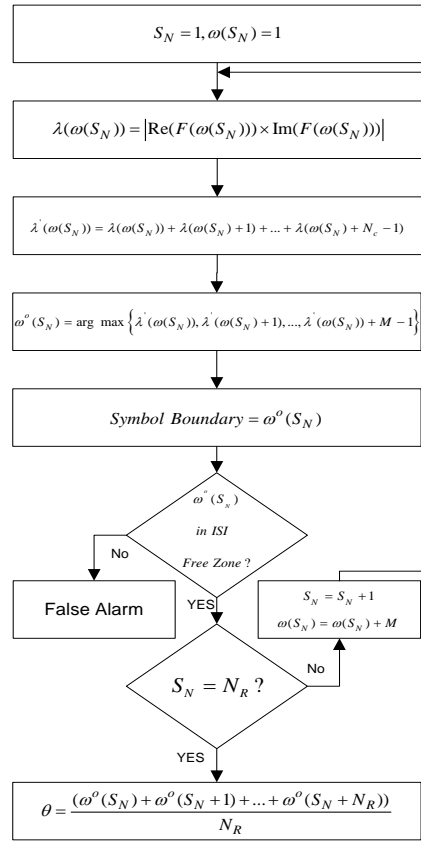 S_N = 1, ω(S_N) = 1
λ(ω(S_N)) = |Re(F(ω(S_N))) × Im(F(ω(S_N)))|
λ'(ω(S_N)) = λ(ω(S_N)) + λ(ω(S_N) + 1) + ... + λ(ω(S_N) + N_c − 1)
ω^o(S_N) = arg max {λ'(ω(S_N)), λ'(ω(S_N) + 1), ..., λ'(ω(S_N)) + M − 1}
Symbol Boundary = ω^o(S_N)
ω^o(S_N)
in ISI
Free Zone ?
No
False Alarm
YES
S_N = S_N + 1
ω(S_N) = ω(S_N) + M
S_N = N_R ?
No
YES
θ = (ω^o(S_N) + ω^o(S_N + 1) + ... + ω^o(S_N + N_R)) / N_R